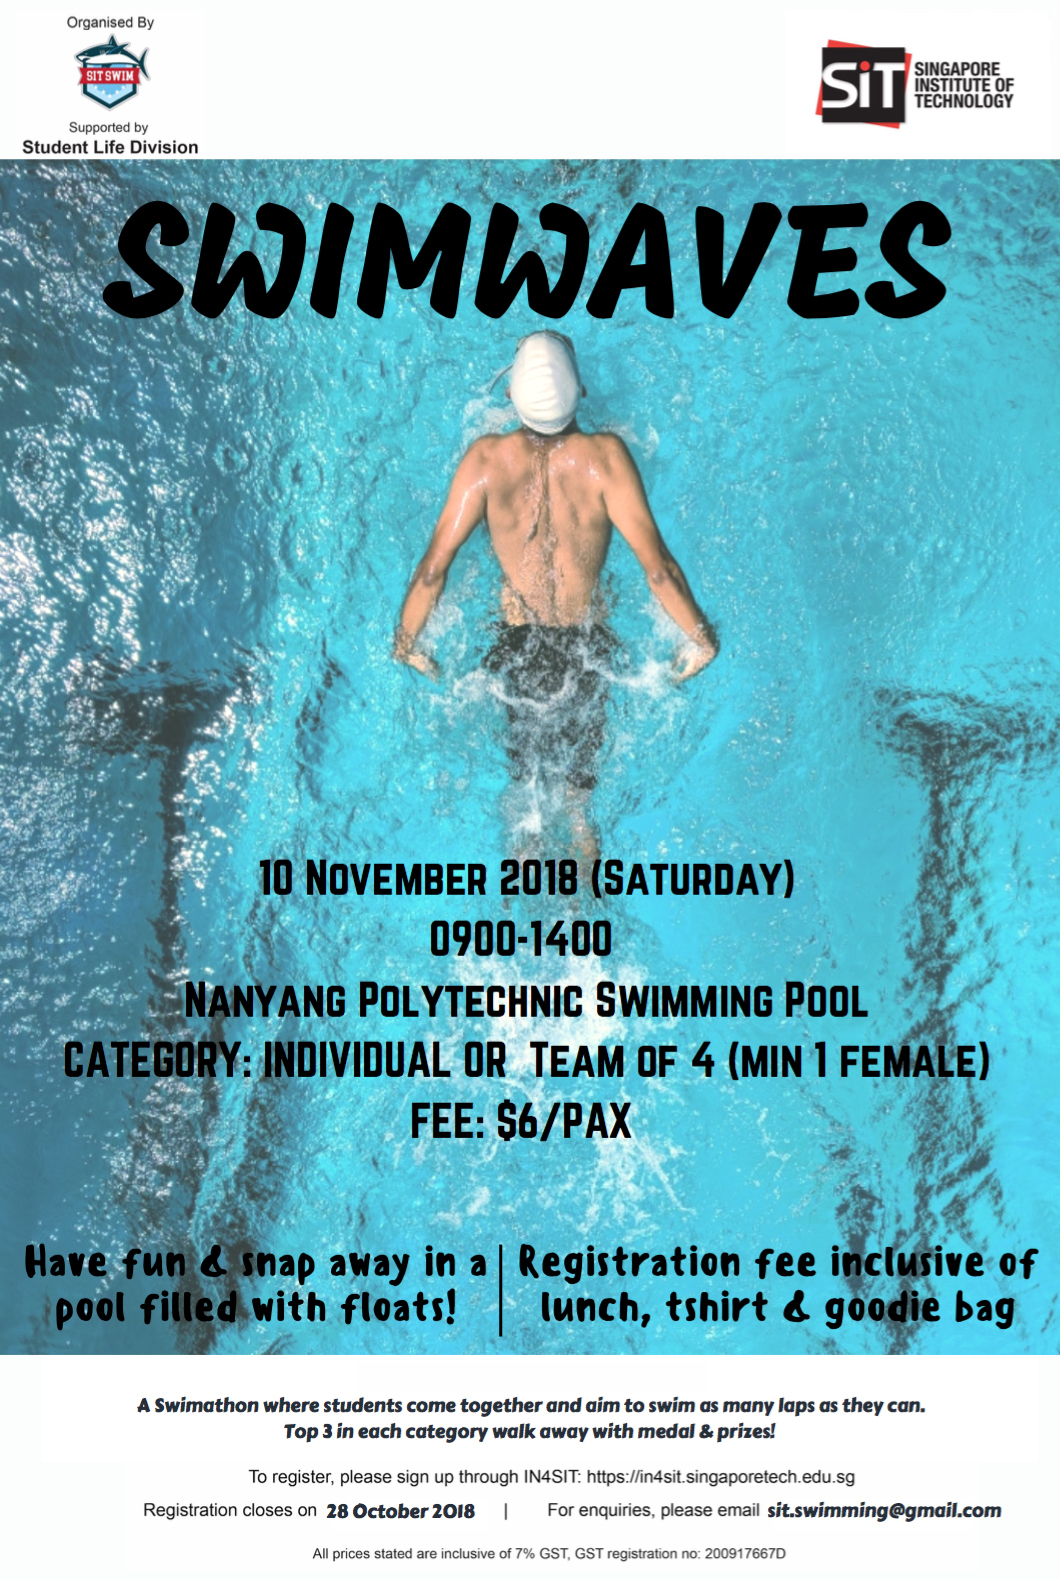 Organised By
SIT SWIM
Supported by
Student Life Division
SiT
SINGAPORE
INSTITUTE OF
TECHNOLOGY
SWIMWAVES
10 November 2018 (Saturday)
0900-1400
Nanyang Polytechnic Swimming Pool
CATEGORY: INDIVIDUAL OR Team of 4 (min 1 female)
FEE: $6/PAX
Have fun & snap away in a
pool filled with floats!
Registration fee inclusive of
lunch, tshirt & goodie bag
A Swimathon where students come together and aim to swim as many laps as they can.
Top 3 in each category walk away with medal & prizes!
To register, please sign up through IN4SIT: https://in4sit.singaporetech.edu.sg
Registration closes on 28 October 2018 | For enquiries, please email sit.swimming@gmail.com
All prices stated are inclusive of 7% GST, GST registration no: 200917667D